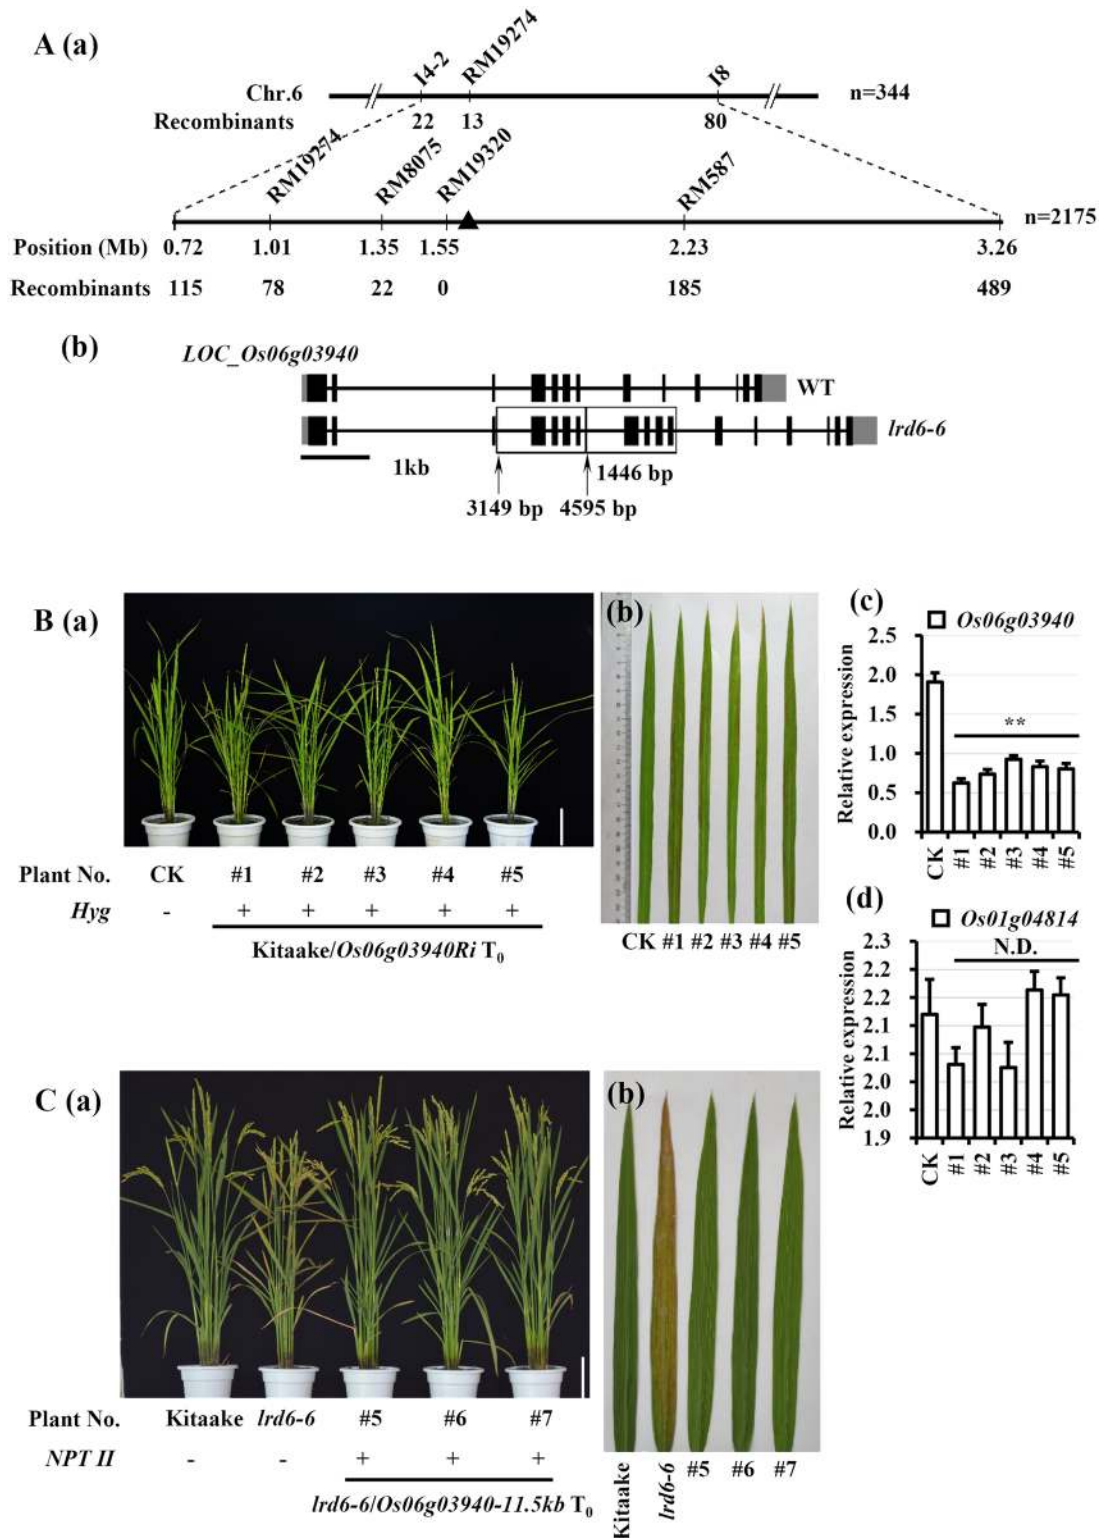 A (a)
I4-2 RM19274 I8
Chr.6 n=344
Recombinants 22 13 80
RM19274 RM8075 RM19320 RM587
n=2175
Position (Mb) 0.72 1.01 1.35 1.55 2.23 3.26
Recombinants 115 78 22 0 185 489
(b)
LOC_Os06g03940
WT
lrd6-6
1kb 1446 bp
3149 bp 4595 bp
B (a)
Plant No. CK #1 #2 #3 #4 #5
Hyg - + + + + +
Kitaake/Os06g03940Ri T0
(b)
CK #1 #2 #3 #4 #5
(c)
Os06g03940
Relative expression
2.5
2.0
1.5
1.0
0.5
0.0
**
CK #1 #2 #3 #4 #5
(d)
Os01g04814
N.D.
Relative expression
2.3
2.2
2.2
2.1
2.1
2.0
2.0
1.9
CK #1 #2 #3 #4 #5
C (a)
Plant No. Kitaake lrd6-6 #5 #6 #7
NPT II - - + + +
lrd6-6/Os06g03940-11.5kb T0
(b)
Kitaake lrd6-6 #5 #6 #7